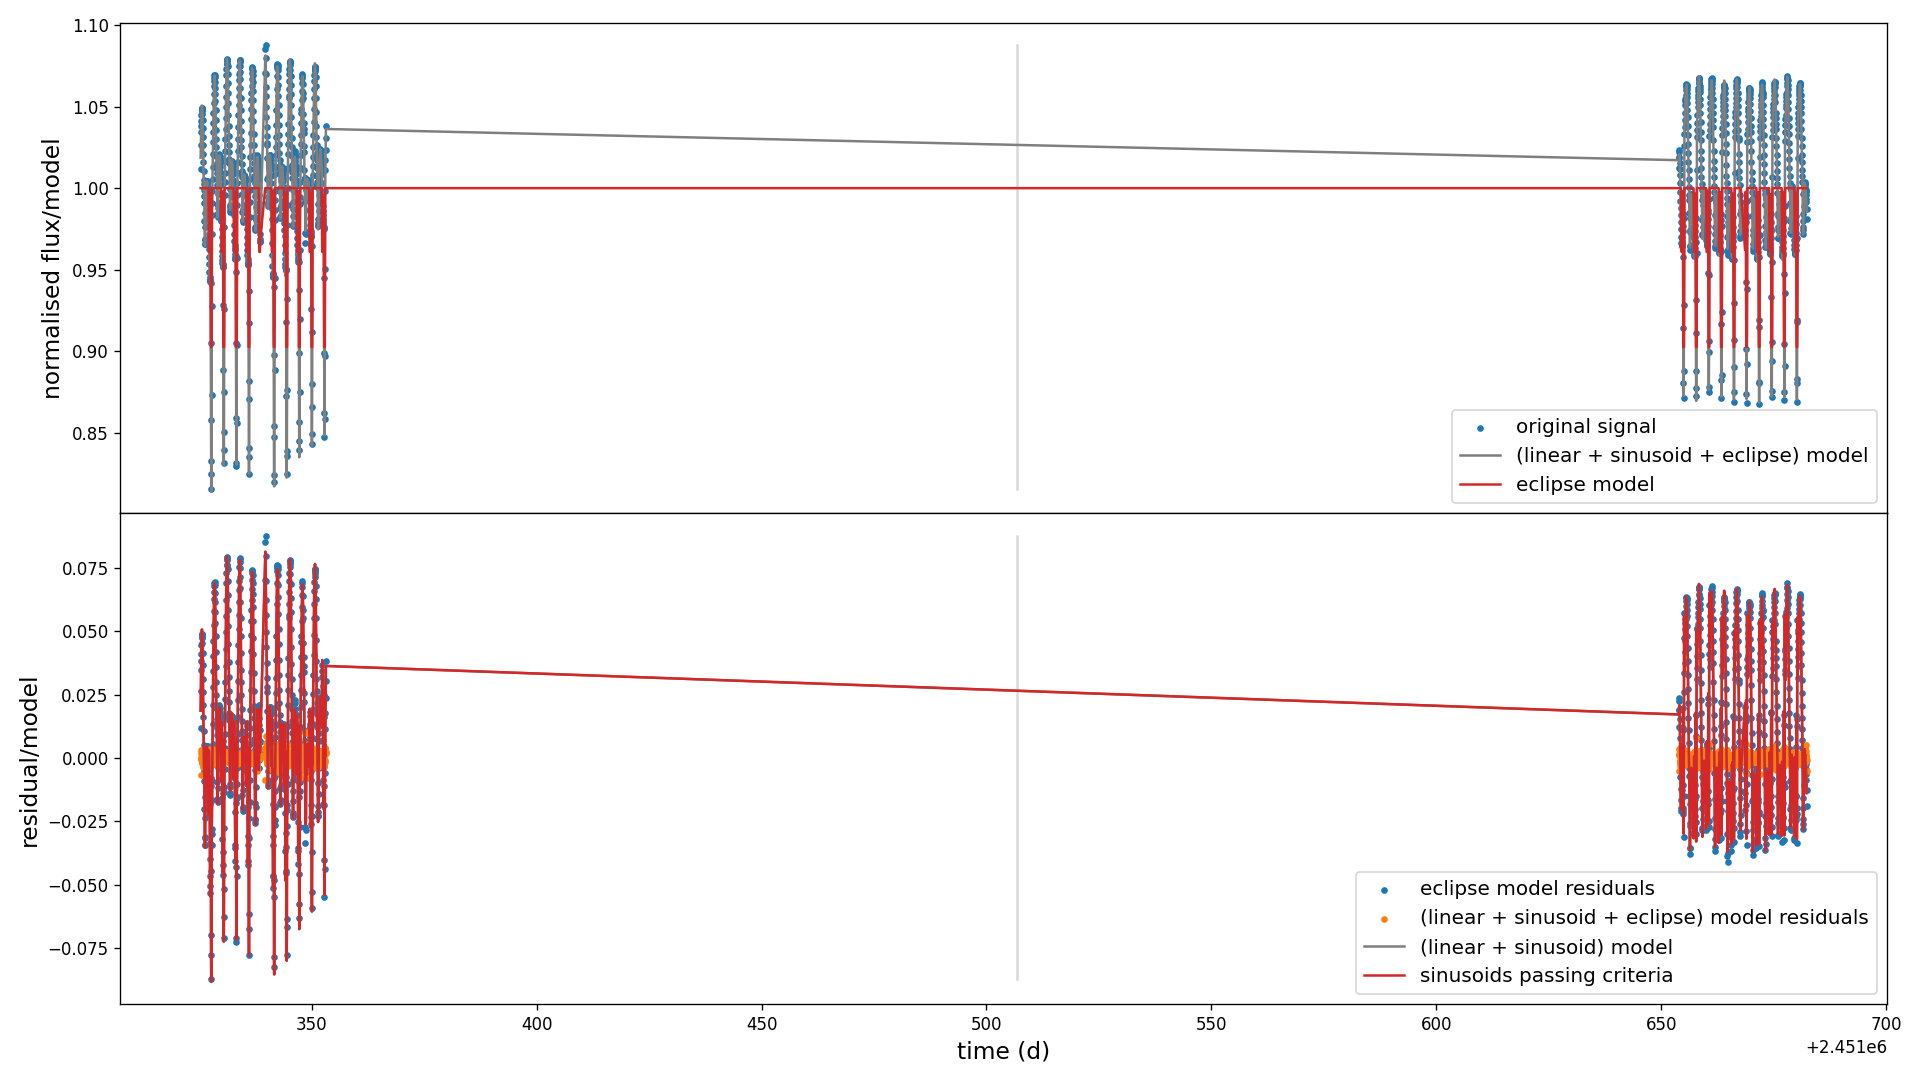 1.10
1.05
1.00
0.95
0.90
0.85
normalised flux/model
original signal
(linear + sinusoid + eclipse) model
eclipse model
0.075
0.050
0.025
0.000
−0.025
−0.050
−0.075
residual/model
eclipse model residuals
(linear + sinusoid + eclipse) model residuals
(linear + sinusoid) model
sinusoids passing criteria
350 400 450 500 550 600 650 700
time (d)
+2.451e6